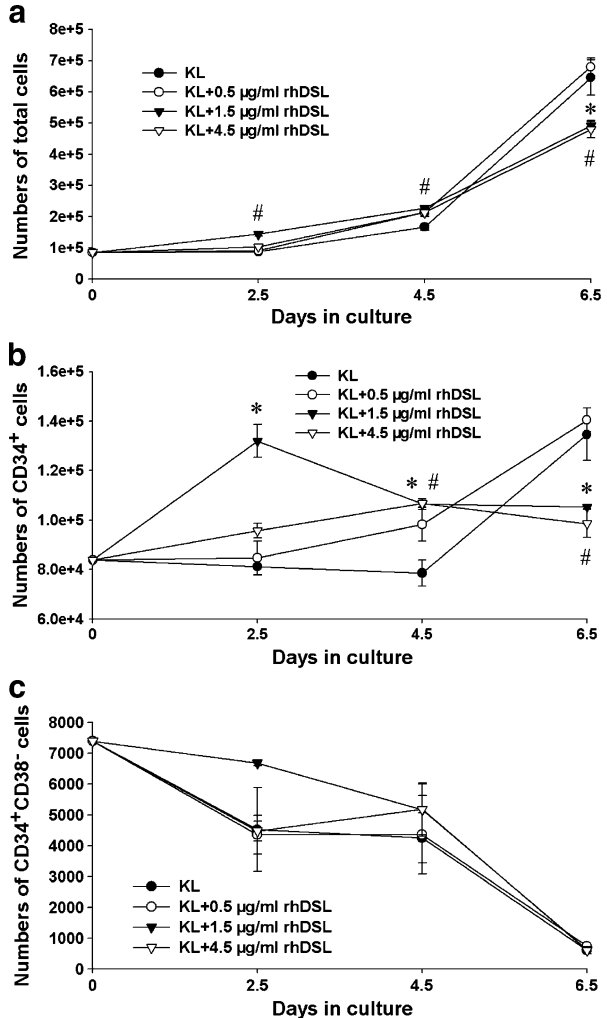 a
8e+5
7e+5
6e+5
5e+5
4e+5
3e+5
2e+5
1e+5
0
Numbers of total cells
KL
KL+0.5 µg/ml rhDSL
KL+1.5 µg/ml rhDSL
KL+4.5 µg/ml rhDSL
#
#
*
#
0 2.5 4.5 6.5
Days in culture
b
1.6e+5
1.4e+5
1.2e+5
1.0e+5
8.0e+4
6.0e+4
Numbers of CD34+ cells
KL
KL+0.5 µg/ml rhDSL
KL+1.5 µg/ml rhDSL
KL+4.5 µg/ml rhDSL
*
* #
*
#
0 2.5 4.5 6.5
Days in culture
c
8000
7000
6000
5000
4000
3000
2000
1000
0
Numbers of CD34+CD38- cells
KL
KL+0.5 µg/ml rhDSL
KL+1.5 µg/ml rhDSL
KL+4.5 µg/ml rhDSL
0 2.5 4.5 6.5
Days in culture